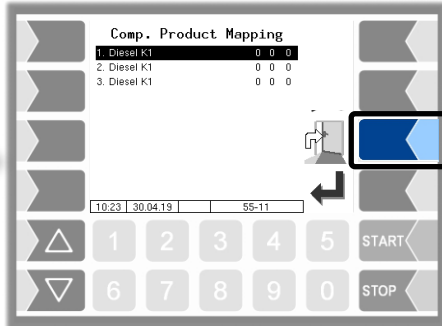 Comp. Product Mapping
1. Diesel K1 0 0 0
2. Diesel K1 0 0 0
3. Diesel K1 0 0 0
10:23 30.04.19 55-11
1 2 3 4 5 START
6 7 8 9 0 STOP